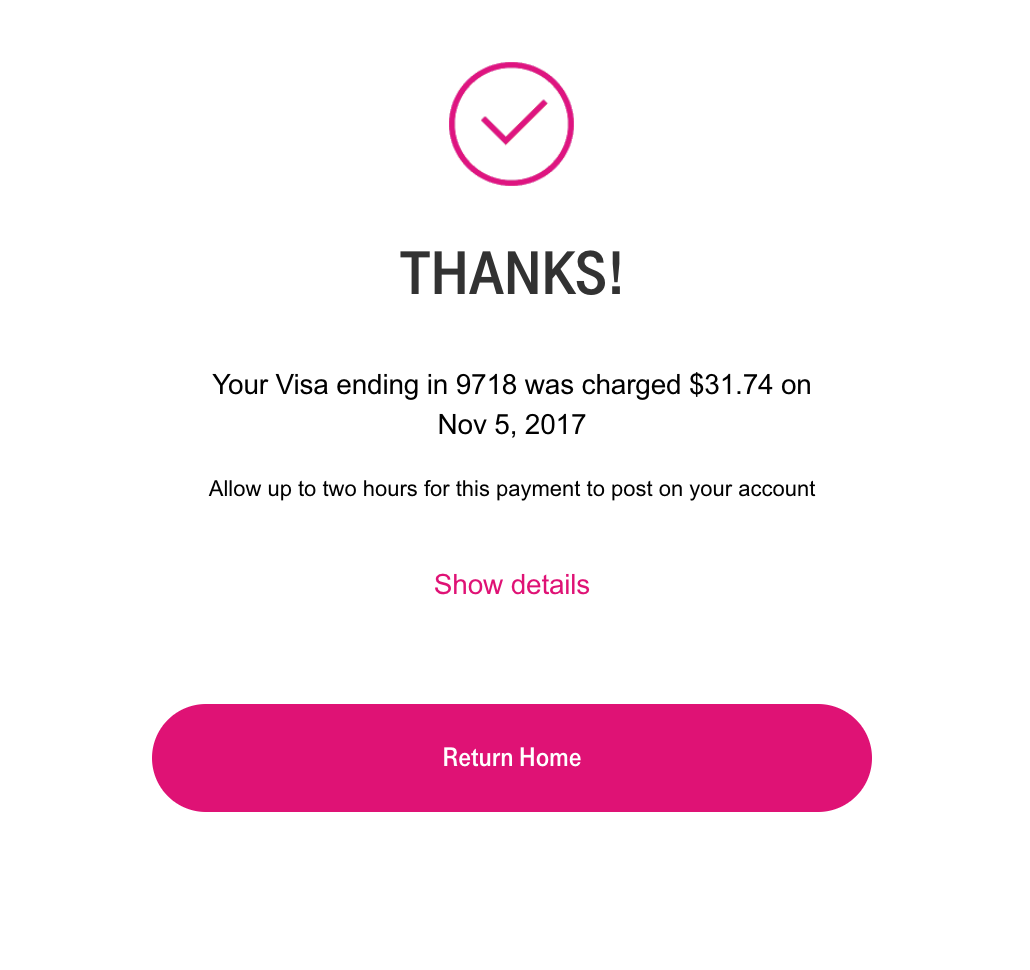 THANKS!
Your Visa ending in 9718 was charged $31.74 on
Nov 5, 2017
Allow up to two hours for this payment to post on your account
Show details
Return Home